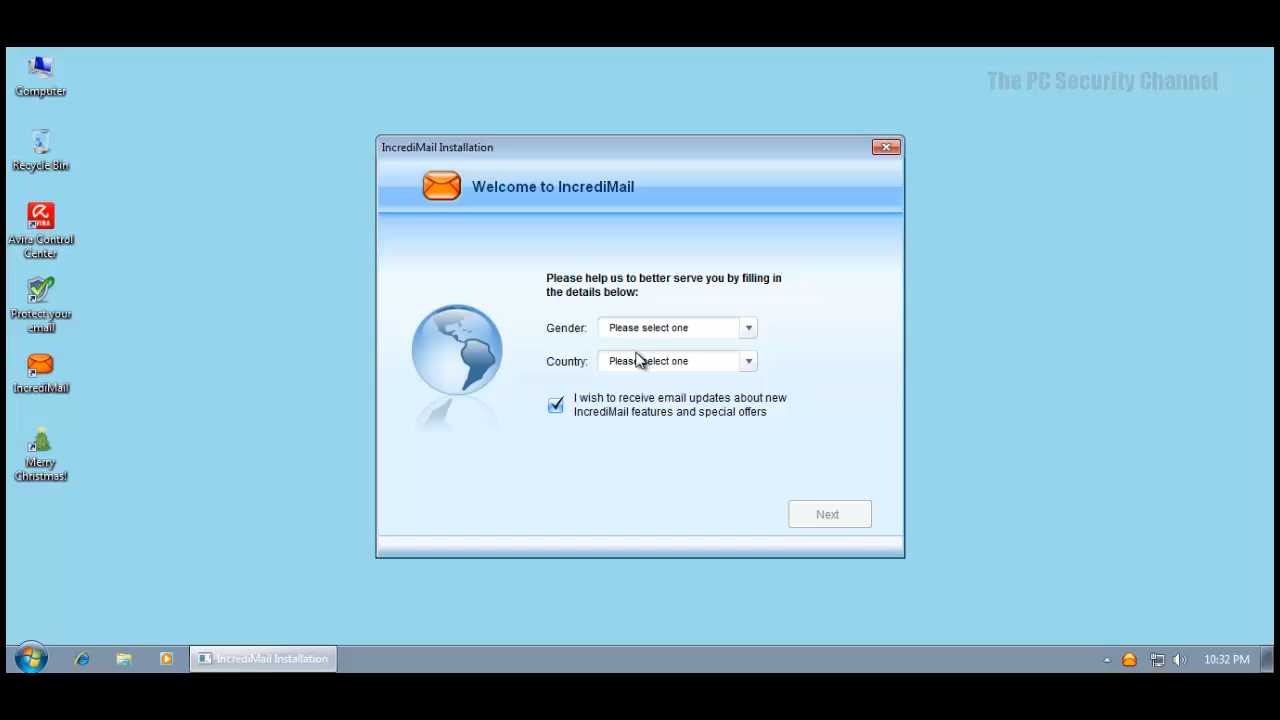 The PC Security Channel
Computer
Recycle Bin
AVIRA
Avira Control
Center
Protect your
email
IncrediMail
Merry
Christmas!
IncrediMail Installation
Welcome to IncrediMail
Please help us to better serve you by filling in
the details below:
Gender: Please select one
Country: Please select one
I wish to receive email updates about new
IncrediMail features and special offers
Next
IncrediMail Installation
10:32 PM